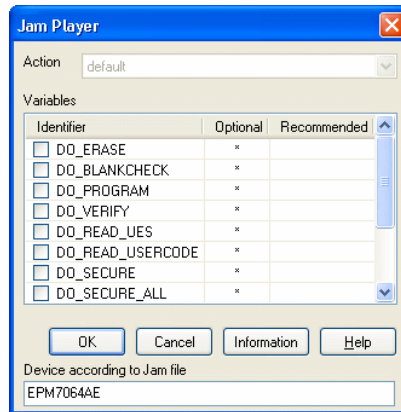 Jam Player
Action default
Variables
Identifier Optional Recommended
DO_ERASE *
DO_BLANKCHECK *
DO_PROGRAM *
DO_VERIFY *
DO_READ_UES *
DO_READ_USERCODE *
DO_SECURE *
DO_SECURE_ALL *
OK Cancel Information Help
Device according to Jam file
EPM7064AE